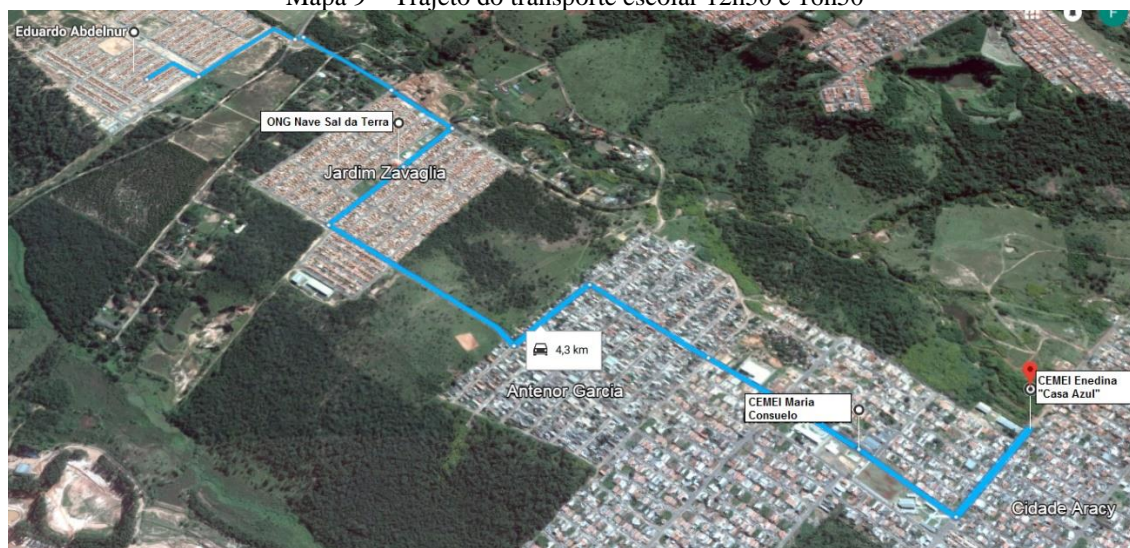 Mapa 9 – Trajeto do transporte escolar 12h30 e 16h30
F
Eduardo Abdelnur
ONG Nave Sal da Terra
Jardim Zavaglia
4,3 km
Antenor Garcia
CEMEI Maria
Consuelo
CEMEI Enedina
"Casa Azul"
Cidade Aracy